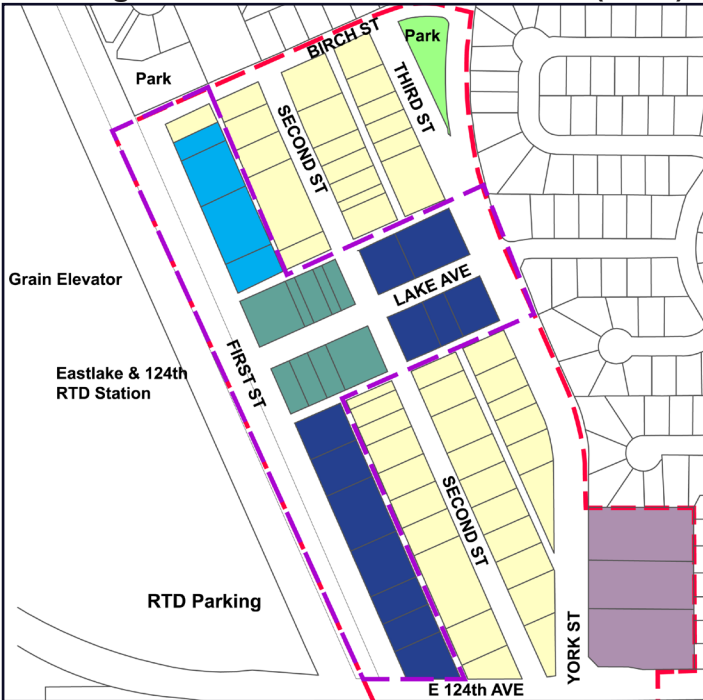 Park
BIRCH ST
Park
THIRD ST
SECOND ST
Grain Elevator
LAKE AVE
FIRST ST
Eastlake & 124th
RTD Station
SECOND ST
RTD Parking
YORK ST
E 124th AVE